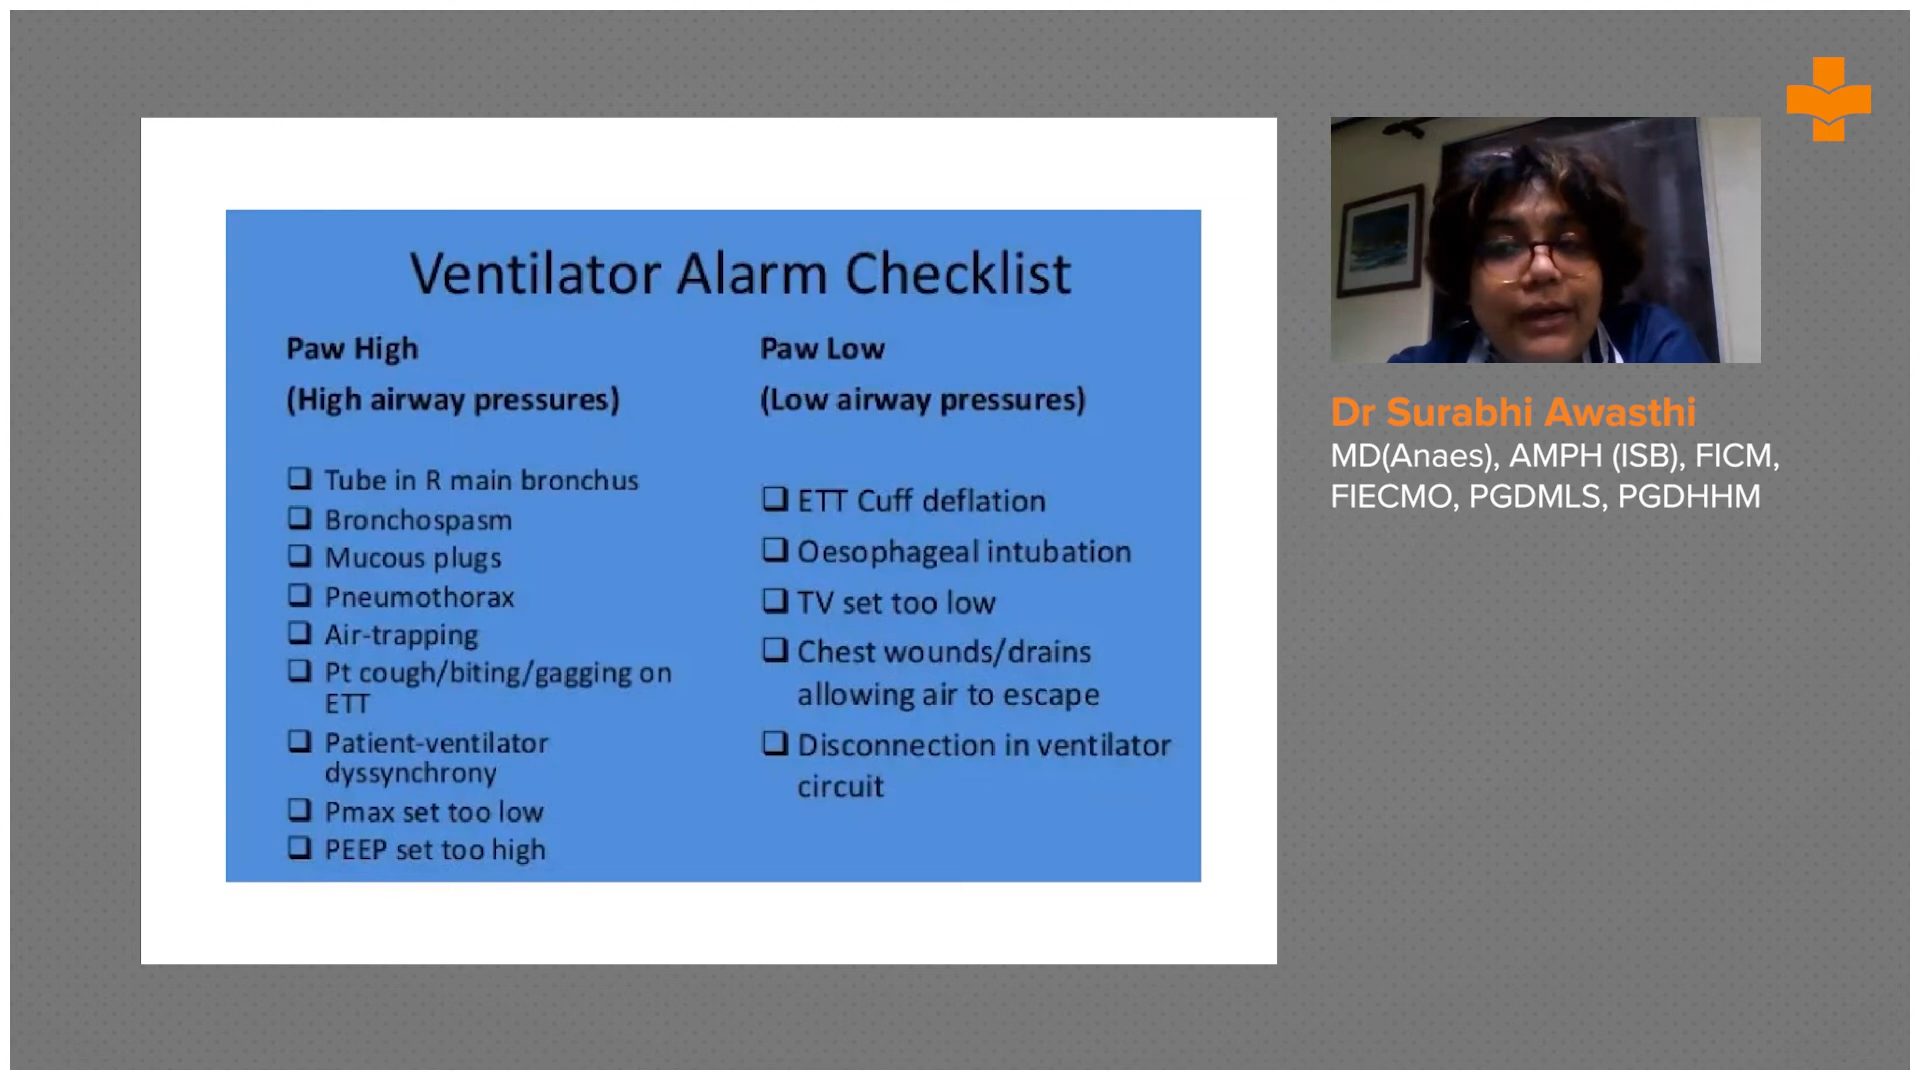 Ventilator Alarm Checklist
Paw High
(High airway pressures)
Tube in R main bronchus
Bronchospasm
Mucous plugs
Pneumothorax
Air-trapping
Pt cough/biting/gagging on
ETT
Patient-ventilator
dyssynchrony
Pmax set too low
PEEP set too high
Paw Low
(Low airway pressures)
ETT Cuff deflation
Oesophageal intubation
TV set too low
Chest wounds/drains
allowing air to escape
Disconnection in ventilator
circuit
Dr Surabhi Awasthi
MD(Anaes), AMPH (ISB), FICM,
FIECMO, PGDMLS, PGDHHM